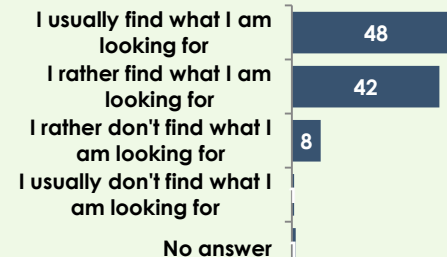 I usually find what I am
looking for
48
I rather find what I am
looking for
42
I rather don't find what I
am looking for
8
I usually don't find what I
am looking for
No answer